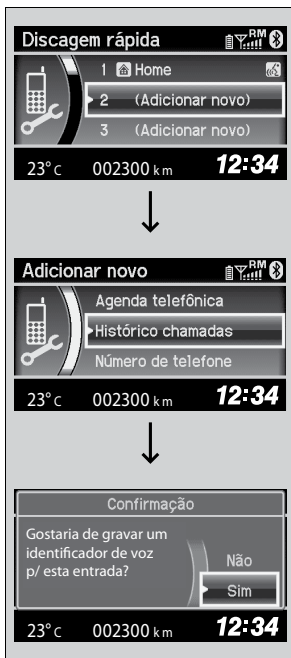 Discagem rápida RM
1 Home
2 (Adicionar novo)
3 (Adicionar novo)
23°c 002300 km 12:34
Adicionar novo RM
Agenda telefônica
Histórico chamadas
Número de telefone
23°c 002300 km 12:34
Confirmação
Gostaria de gravar um
identificador de voz
p/ esta entrada?
Não
Sim
23°c 002300 km 12:34